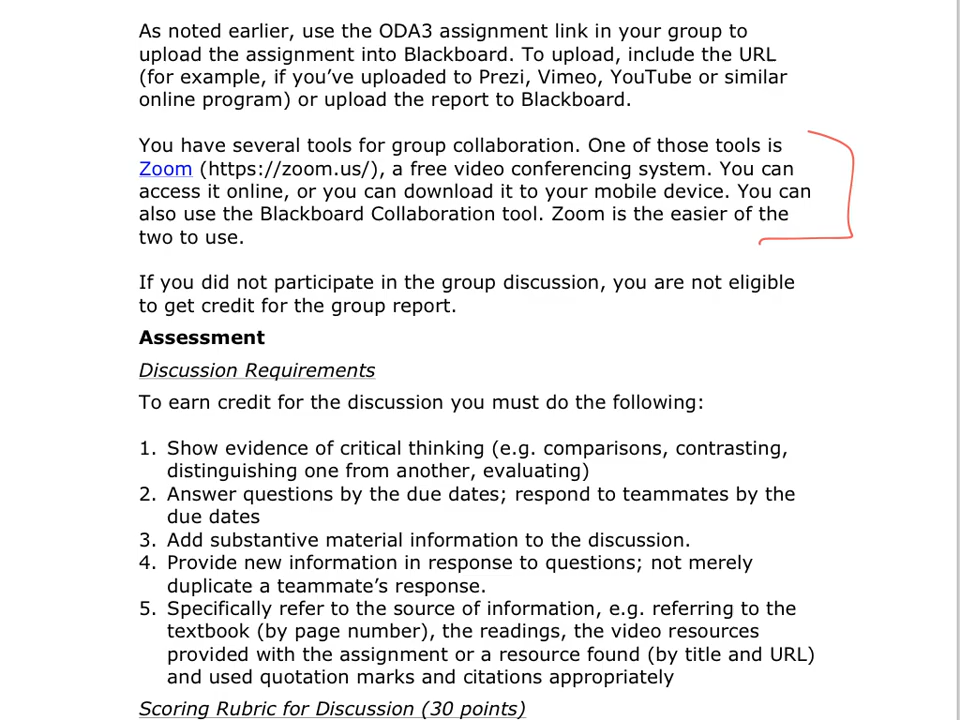 As noted earlier, use the ODA3 assignment link in your group to
upload the assignment into Blackboard. To upload, include the URL
(for example, if you’ve uploaded to Prezi, Vimeo, YouTube or similar
online program) or upload the report to Blackboard.
You have several tools for group collaboration. One of those tools is
Zoom (https://zoom.us/), a free video conferencing system. You can
access it online, or you can download it to your mobile device. You can
also use the Blackboard Collaboration tool. Zoom is the easier of the
two to use.
If you did not participate in the group discussion, you are not eligible
to get credit for the group report.
Assessment
Discussion Requirements
To earn credit for the discussion you must do the following:
1. Show evidence of critical thinking (e.g. comparisons, contrasting,
distinguishing one from another, evaluating)
2. Answer questions by the due dates; respond to teammates by the
due dates
3. Add substantive material information to the discussion.
4. Provide new information in response to questions; not merely
duplicate a teammate’s response.
5. Specifically refer to the source of information, e.g. referring to the
textbook (by page number), the readings, the video resources
provided with the assignment or a resource found (by title and URL)
and used quotation marks and citations appropriately
Scoring Rubric for Discussion (30 points)